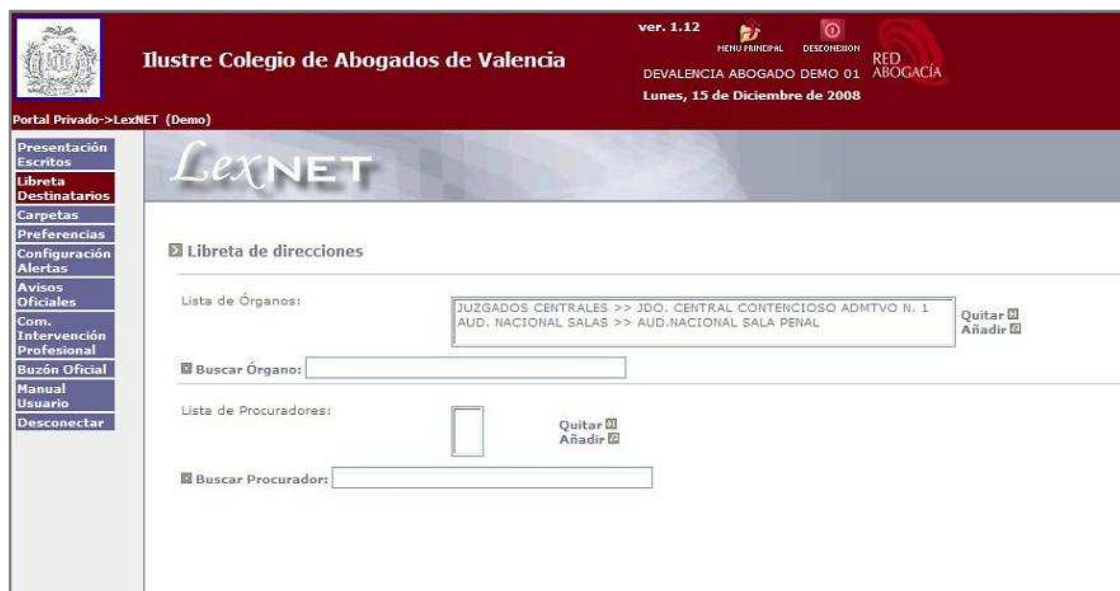 ver. 1.12
MENU PRINCIPAL
DESCONEXION
RED
ABOGACÍA
Ilustre Colegio de Abogados de Valencia
DEVALENCIA ABOGADO DEMO 01
Lunes, 15 de Diciembre de 2008
Portal Privado->LexNET (Demo)
Presentación
Escritos
Libreta
Destinatarios
Carpetas
Preferencias
Configuración
Alertas
Avisos
Oficiales
Com.
Intervención
Profesional
Buzón Oficial
Manual
Usuario
Desconectar
LexNET
Libreta de direcciones
Lista de Órganos:
JUZGADOS CENTRALES >> JDO. CENTRAL CONTENCIOSO ADMTVO N. 1
AUD. NACIONAL SALAS >> AUD.NACIONAL SALA PENAL
Quitar
Añadir
Buscar Órgano:
Lista de Procuradores:
Quitar
Añadir
Buscar Procurador: